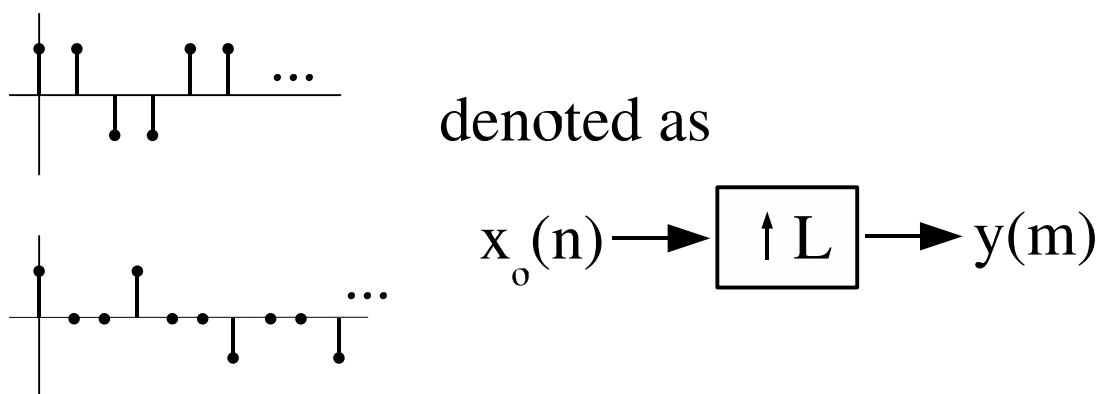 ...
denoted as
x_o(n) → ↑ L → y(m)
...